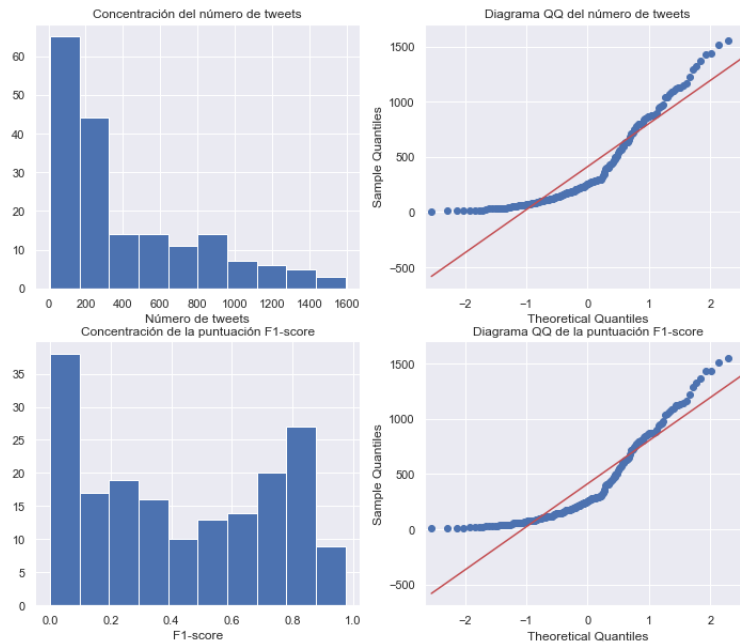 Concentración del número de tweets
60
50
40
30
20
10
0
0 200 400 600 800 1000 1200 1400 1600
Número de tweets
Diagrama QQ del número de tweets
Sample Quantiles
1500
1000
500
0
−500
−2 −1 0 1 2
Theoretical Quantiles
Concentración de la puntuación F1-score
35
30
25
20
15
10
5
0
0.0 0.2 0.4 0.6 0.8 1.0
F1-score
Diagrama QQ de la puntuación F1-score
Sample Quantiles
1500
1000
500
0
−500
−2 −1 0 1 2
Theoretical Quantiles